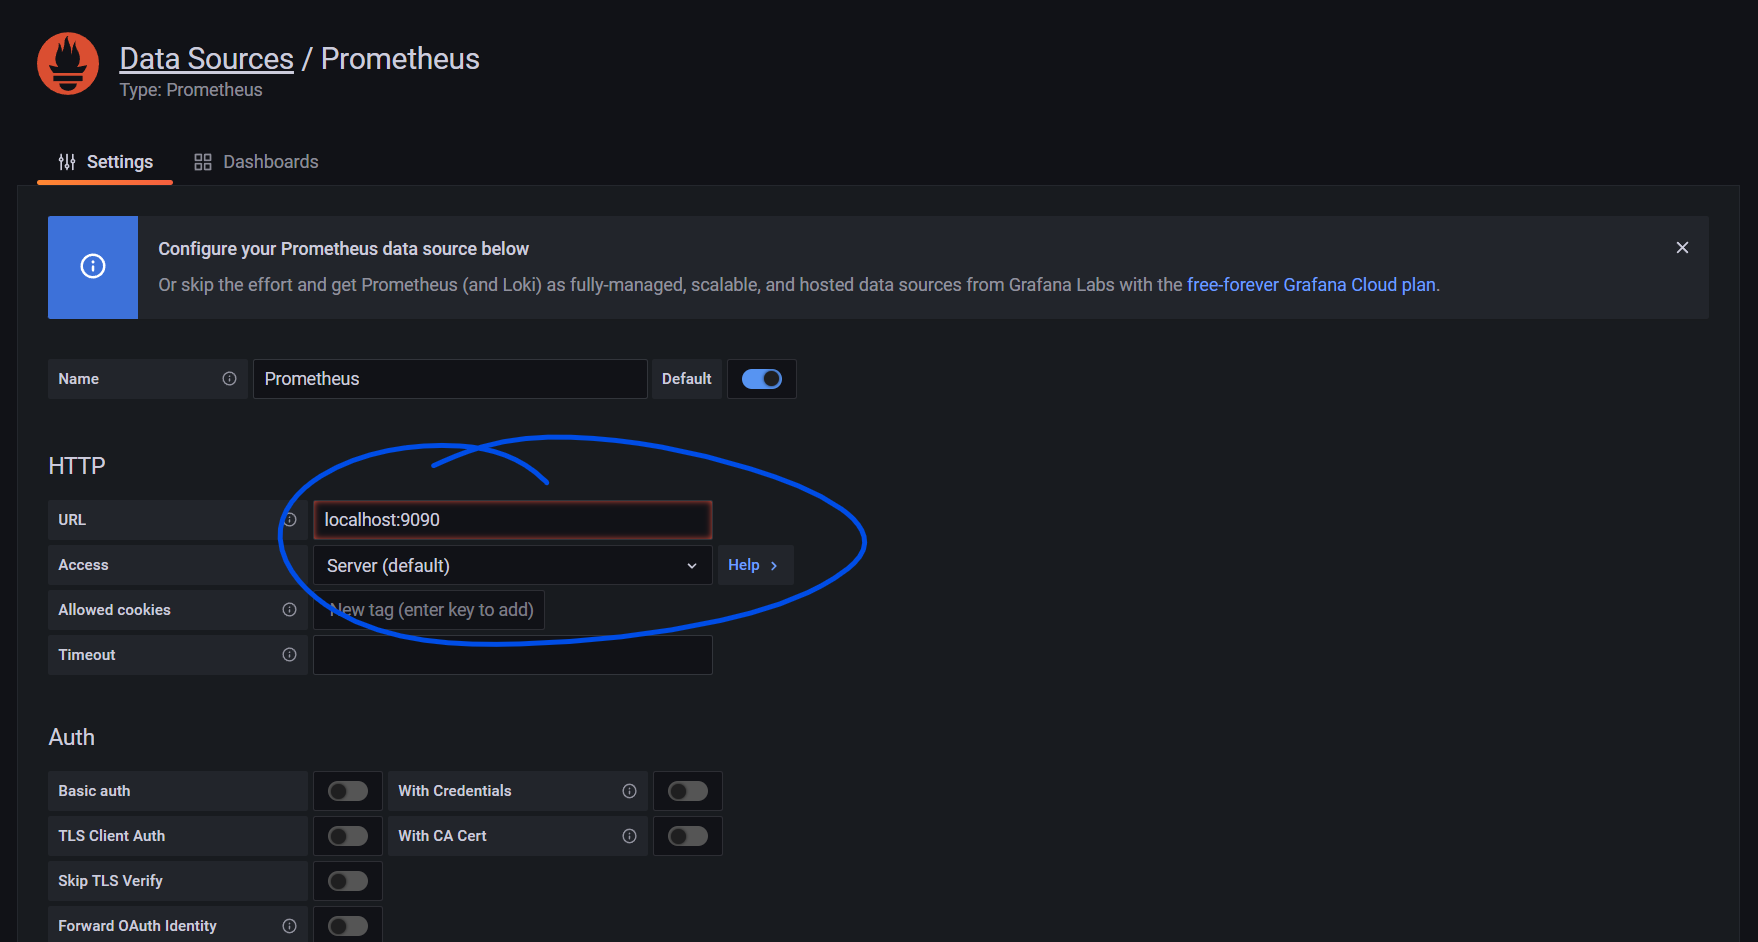 Data Sources / Prometheus
Type: Prometheus
Settings Dashboards
Configure your Prometheus data source below
Or skip the effort and get Prometheus (and Loki) as fully-managed, scalable, and hosted data sources from Grafana Labs with the free-forever Grafana Cloud plan.
Name Prometheus Default
HTTP
URL localhost:9090
Access Server (default) Help
Allowed cookies New tag (enter key to add)
Timeout
Auth
Basic auth With Credentials
TLS Client Auth With CA Cert
Skip TLS Verify
Forward OAuth Identity